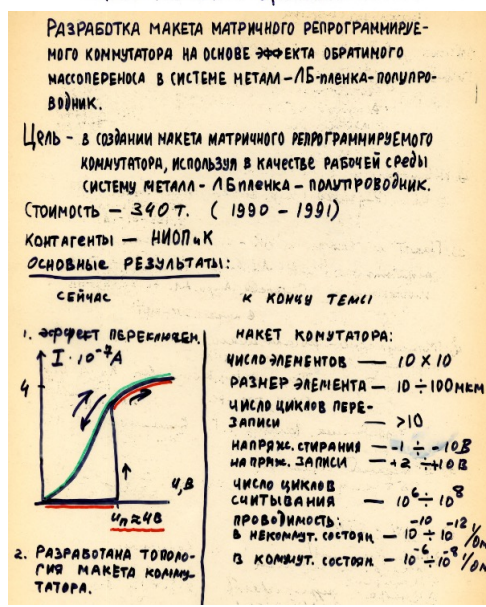 РАЗРАБОТКА МАКЕТА МАТРИЧНОГО РЕПРОГРАММИРУЕ-
МОГО КОММУТАТОРА НА ОСНОВЕ ЭФФЕКТА ОБРАТИМОГО
МАССОПЕРЕНОСА В СИСТЕМЕ МЕТАЛЛ-ЛБ-ПЛЕНКА-ПОЛУПРО-
ВОДНИК.
ЦЕЛЬ - В СОЗДАНИИ МАКЕТА МАТРИЧНОГО РЕПРОГРАММИРУЕМОГО
КОММУТАТОРА, ИСПОЛЬЗУЯ В КАЧЕСТВЕ РАБОЧЕЙ СРЕДЫ
СИСТЕМУ МЕТАЛЛ - ЛБ ПЛЕНКА - ПОЛУПРОВОДНИК.
СТОИМОСТЬ - 340 Т. ( 1990 - 1991)
КОНТАГЕНТЫ - НИОПиК
ОСНОВНЫЕ РЕЗУЛЬТАТЫ:
СЕЙЧАС
1. ЭФФЕКТ ПЕРЕКЛЮЧЕН.
I · 10⁻⁷ А
4
U, В
Uп ≈ 4В
2. РАЗРАБОТАНА ТОПОЛО-
ГИЯ МАКЕТА КОММУ-
ТАТОРА.
К КОНЦУ ТЕМЫ
МАКЕТ КОМУТАТОРА:
ЧИСЛО ЭЛЕМЕНТОВ — 10 X 10
РАЗМЕР ЭЛЕМЕНТА — 10 ÷ 100 МКМ
ЧИСЛО ЦИКЛОВ ПЕРЕ-
ЗАПИСИ — >10
НАПРЯЖ. СТИРАНИЯ — -1 ÷ -10 В
НАПРЯЖ. ЗАПИСИ — +2 ÷ +10 В
ЧИСЛО ЦИКЛОВ
СЧИТЫВАНИЯ — 10⁶ ÷ 10⁸
ПРОВОДИМОСТЬ:
В НЕКОММУТ. СОСТОЯН. — 10⁻¹⁰ ÷ 10⁻¹² 1/Ом
В КОММУТ. СОСТОЯН. — 10⁻⁶ ÷ 10⁻⁸ 1/Ом